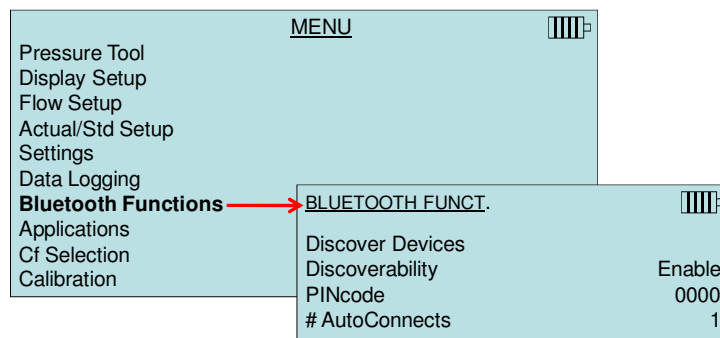 MENU
Pressure Tool
Display Setup
Flow Setup
Actual/Std Setup
Settings
Data Logging
Bluetooth Functions
Applications
Cf Selection
Calibration
BLUETOOTH FUNCT.
Discover Devices
Discoverability Enable
PINcode 0000
# AutoConnects 1